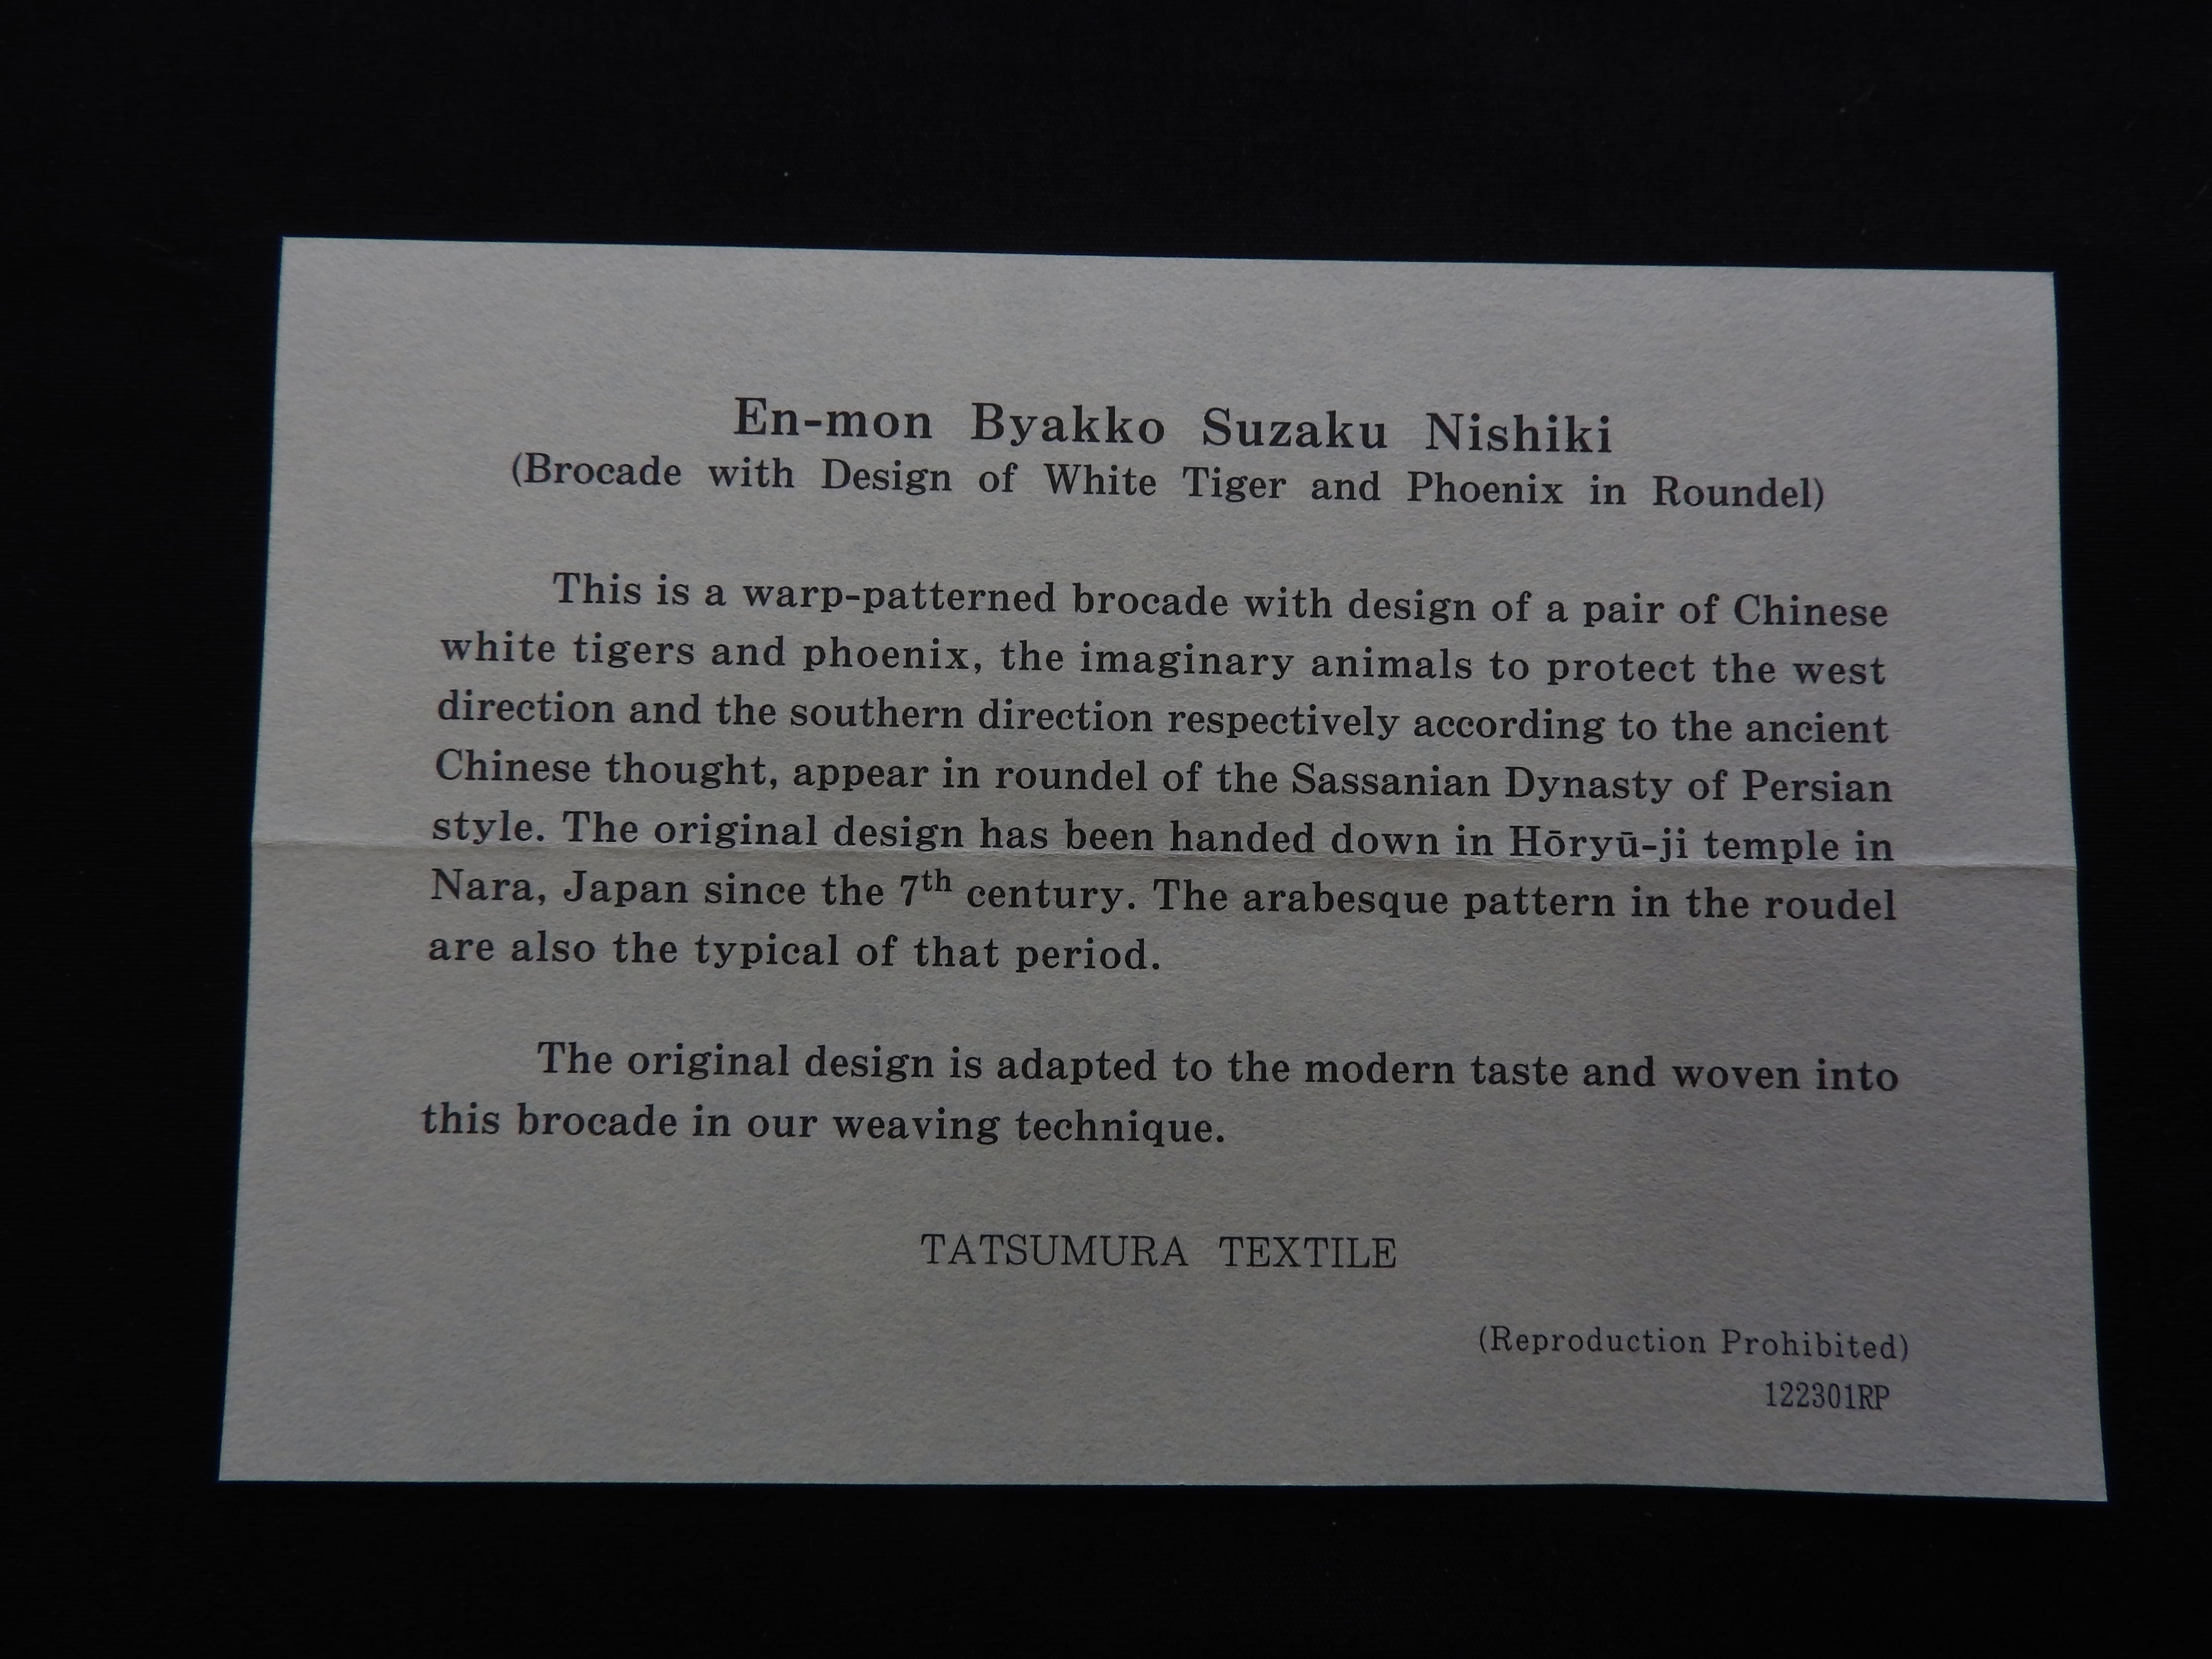 En-mon Byakko Suzaku Nishiki
(Brocade with Design of White Tiger and Phoenix in Roundel)
This is a warp-patterned brocade with design of a pair of Chinese
white tigers and phoenix, the imaginary animals to protect the west
direction and the southern direction respectively according to the ancient
Chinese thought, appear in roundel of the Sassanian Dynasty of Persian
style. The original design has been handed down in Hōryū-ji temple in
Nara, Japan since the 7th century. The arabesque pattern in the roudel
are also the typical of that period.
The original design is adapted to the modern taste and woven into
this brocade in our weaving technique.
TATSUMURA TEXTILE
(Reproduction Prohibited)
122301RP